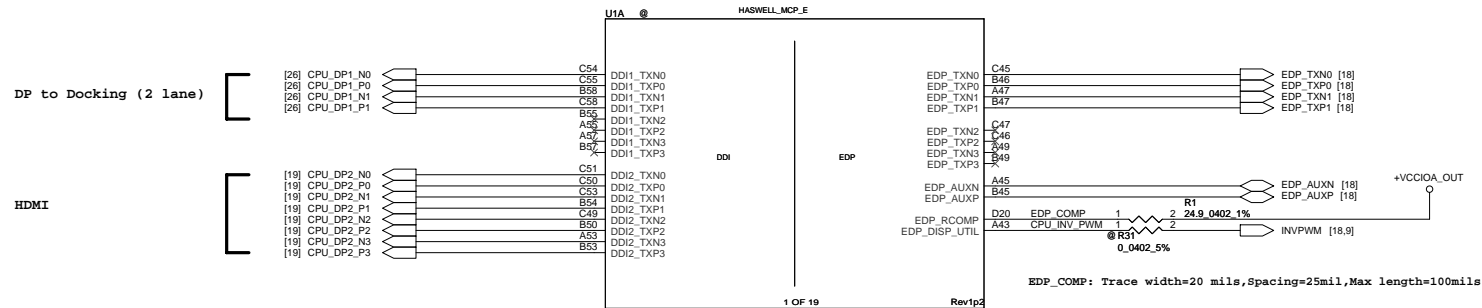 U1A @ HASWELL_MCP_E
DP to Docking (2 lane)
[26] CPU_DP1_N0 C54 DDI1_TXN0
[26] CPU_DP1_P0 C55 DDI1_TXP0
[26] CPU_DP1_N1 B58 DDI1_TXN1
[26] CPU_DP1_P1 C58 DDI1_TXP1
B55 DDI1_TXN2
A55 DDI1_TXP2
A57 DDI1_TXN3
B57 DDI1_TXP3
HDMI
[19] CPU_DP2_N0 C51 DDI2_TXN0
[19] CPU_DP2_P0 C50 DDI2_TXP0
[19] CPU_DP2_N1 C53 DDI2_TXN1
[19] CPU_DP2_P1 B54 DDI2_TXP1
[19] CPU_DP2_N2 C49 DDI2_TXN2
[19] CPU_DP2_P2 B50 DDI2_TXP2
[19] CPU_DP2_N3 A53 DDI2_TXN3
[19] CPU_DP2_P3 B53 DDI2_TXP3
DDI EDP
EDP_TXN0 C45 EDP_TXN0 [18]
EDP_TXP0 B46 EDP_TXP0 [18]
EDP_TXN1 A47 EDP_TXN1 [18]
EDP_TXP1 B47 EDP_TXP1 [18]
EDP_TXN2 C47
EDP_TXP2 C46
EDP_TXN3 A49
EDP_TXP3 B49
EDP_AUXN A45 EDP_AUXN [18]
EDP_AUXP B45 EDP_AUXP [18]
+VCCIOA_OUT
R1
EDP_RCOMP D20 EDP_COMP 1 2 24.9_0402_1%
EDP_DISP_UTIL A43 CPU_INV_PWM 1 2 INVPWM [18,9]
@ R31
0_0402_5%
EDP_COMP: Trace width=20 mils,Spacing=25mil,Max length=100mils
1 OF 19 Rev1p2